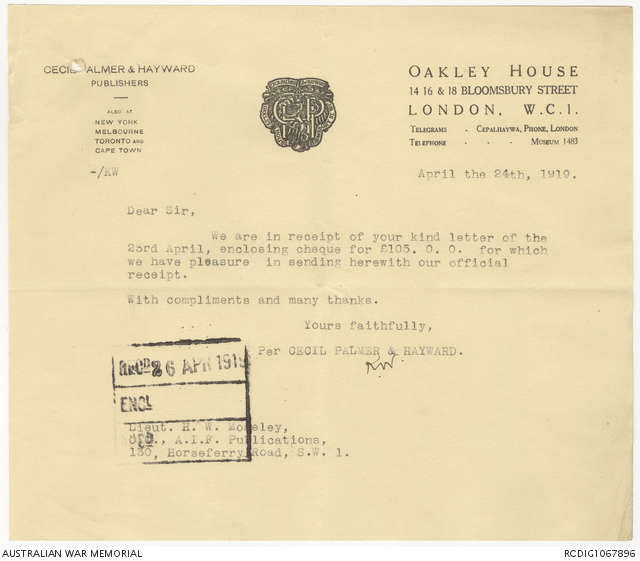 CECIL PALMER & HAYWARD
PUBLISHERS
ALSO AT
NEW YORK
MELBOURNE
TORONTO AND
CAPE TOWN
-/KW
OAKLEY HOUSE
14 16 & 18 BLOOMSBURY STREET
LONDON, W.C.1.
TELEGRAMS - CEPALHAYWA, PHONE, LONDON
TELEPHONE - - - MUSEUM 1483
April the 24th, 1919.
Dear Sir,
We are in receipt of your kind letter of the
23rd April, enclosing cheque for £105. 0. 0. for which
we have pleasure in sending herewith our official
receipt.
With compliments and many thanks.
Yours faithfully,
Per CECIL PALMER & HAYWARD.
KW
RECD 26 APR 1919
ENCL
Lieut. H. W. Moseley,
A.I.F. Publications,
130, Horseferry Road, S.W. 1.
AUSTRALIAN WAR MEMORIAL
RCDIG1067896